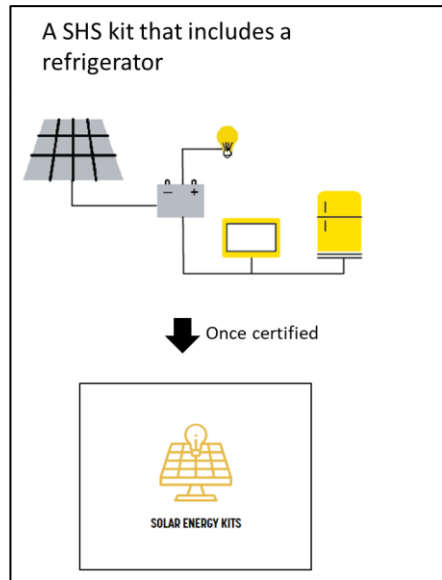 A SHS kit that includes a
refrigerator
− +
Once certified
SOLAR ENERGY KITS